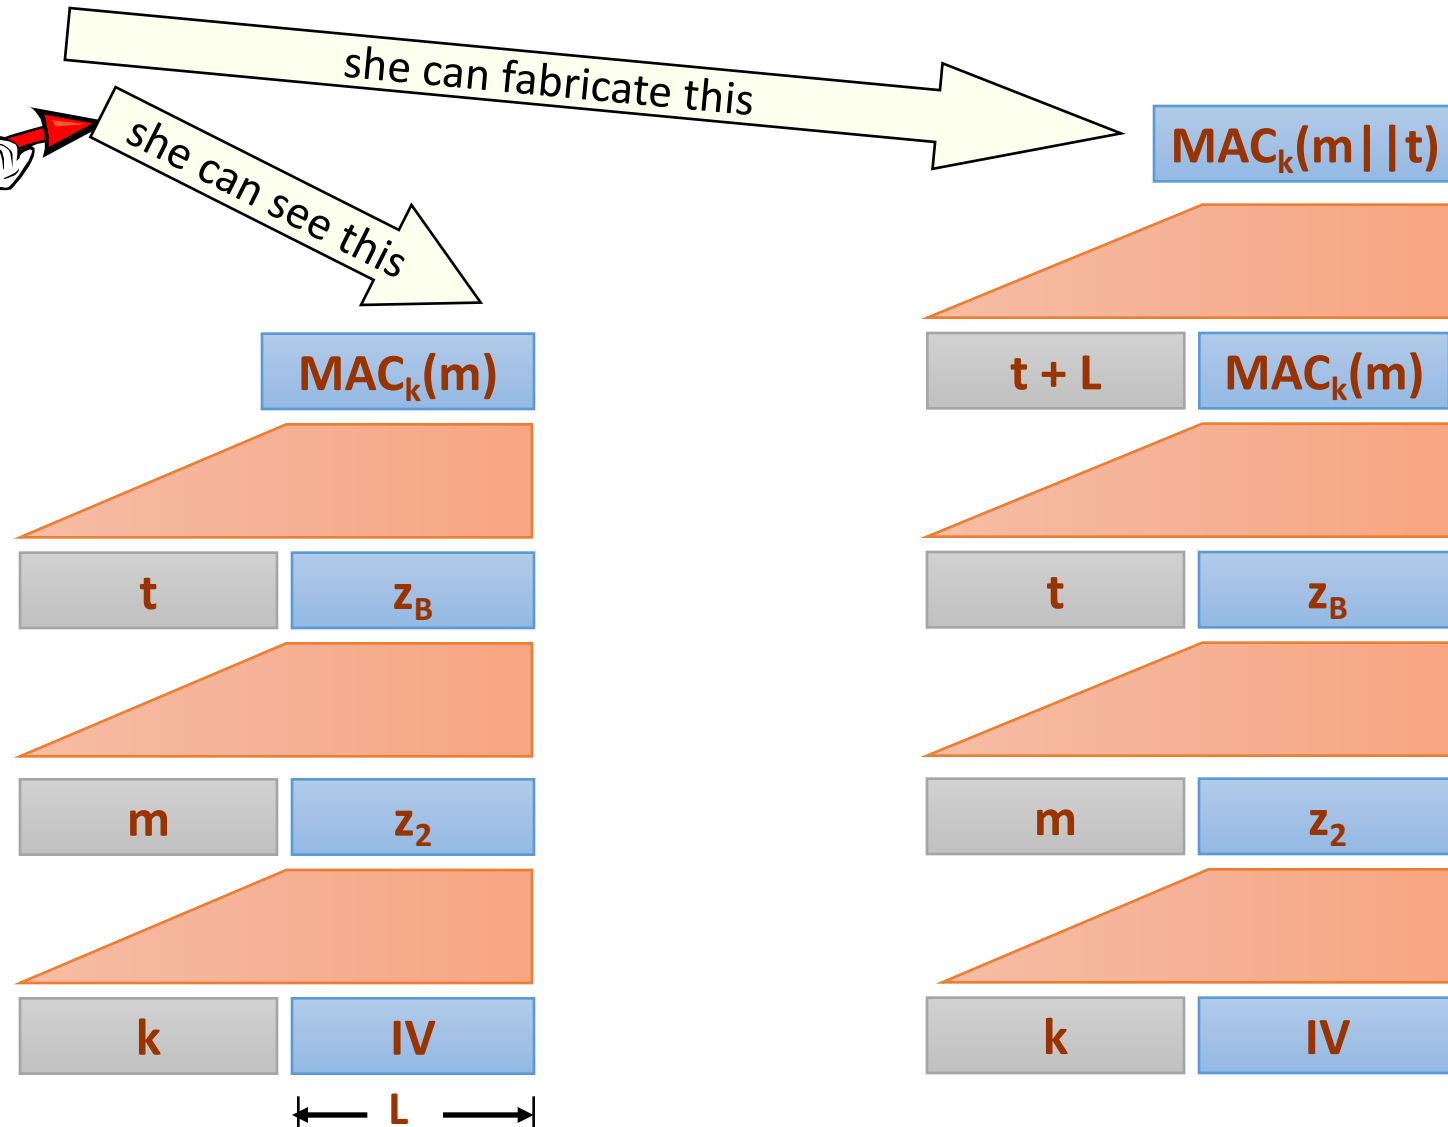 she can fabricate this
she can see this
MACk(m||t)
MACk(m)
t + L MACk(m)
t zB
t zB
m z2
m z2
k IV
k IV
L